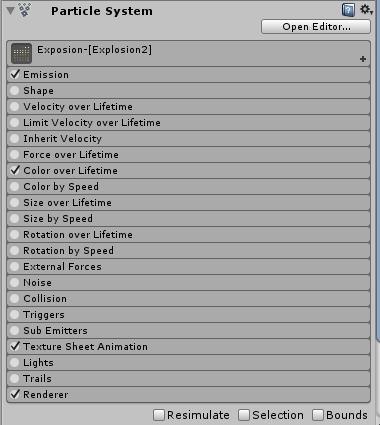 Particle System
Open Editor...
Exposion-[Explosion2]
Emission
Shape
Velocity over Lifetime
Limit Velocity over Lifetime
Inherit Velocity
Force over Lifetime
Color over Lifetime
Color by Speed
Size over Lifetime
Size by Speed
Rotation over Lifetime
Rotation by Speed
External Forces
Noise
Collision
Triggers
Sub Emitters
Texture Sheet Animation
Lights
Trails
Renderer
Resimulate Selection Bounds